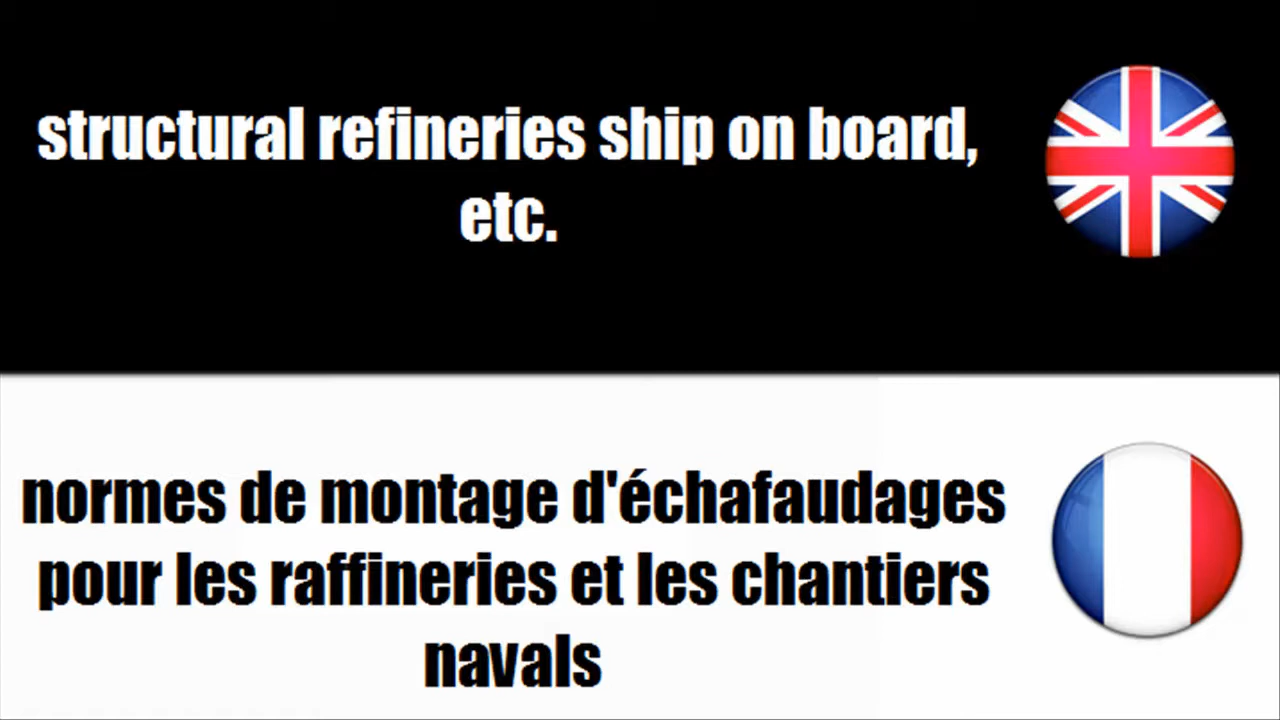 structural refineries ship on board,
etc.
normes de montage d'échafaudages
pour les raffineries et les chantiers
navals